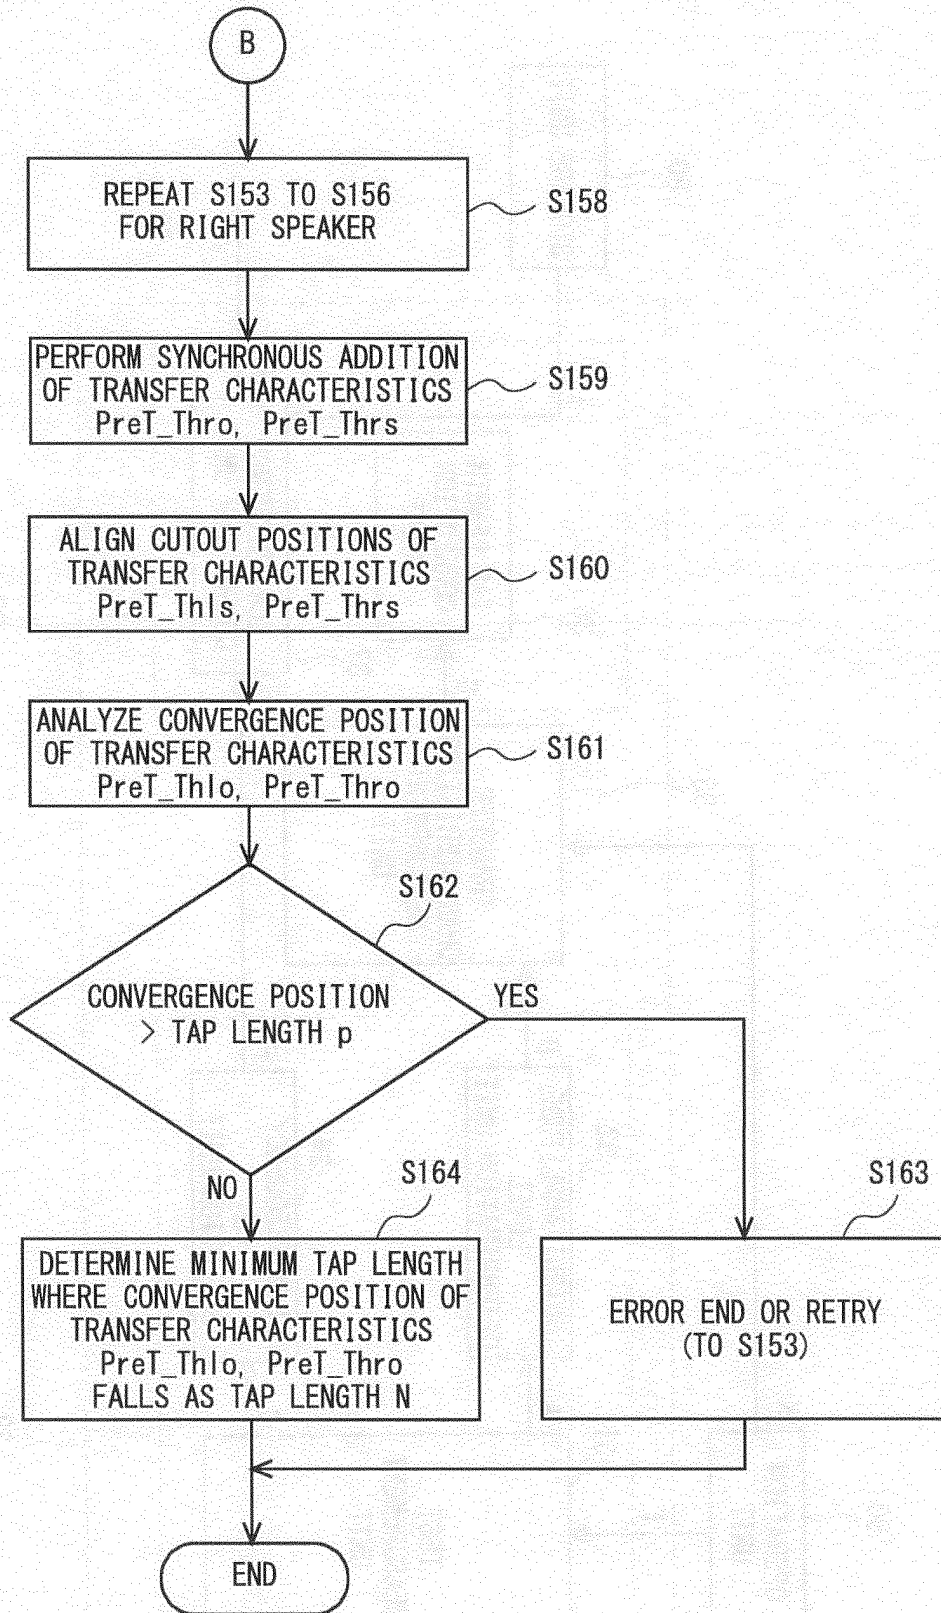 B
REPEAT S153 TO S156
FOR RIGHT SPEAKER
S158
PERFORM SYNCHRONOUS ADDITION
OF TRANSFER CHARACTERISTICS
PreT_Thro, PreT_Thrs
S159
ALIGN CUTOUT POSITIONS OF
TRANSFER CHARACTERISTICS
PreT_Thls, PreT_Thrs
S160
ANALYZE CONVERGENCE POSITION
OF TRANSFER CHARACTERISTICS
PreT_Thlo, PreT_Thro
S161
S162
CONVERGENCE POSITION
> TAP LENGTH p
YES
NO
S164
DETERMINE MINIMUM TAP LENGTH
WHERE CONVERGENCE POSITION OF
TRANSFER CHARACTERISTICS
PreT_Thlo, PreT_Thro
FALLS AS TAP LENGTH N
S163
ERROR END OR RETRY
(TO S153)
END